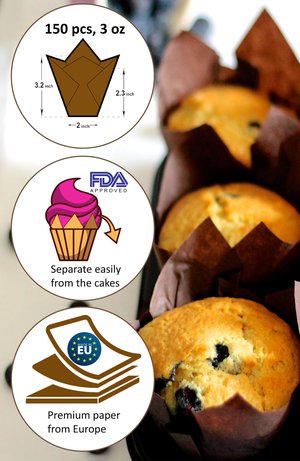 150 pcs, 3 oz
3.2 inch
2.3 inch
2 inch
FDA
APPROVED
Separate easily
from the cakes
EU
Premium paper
from Europe